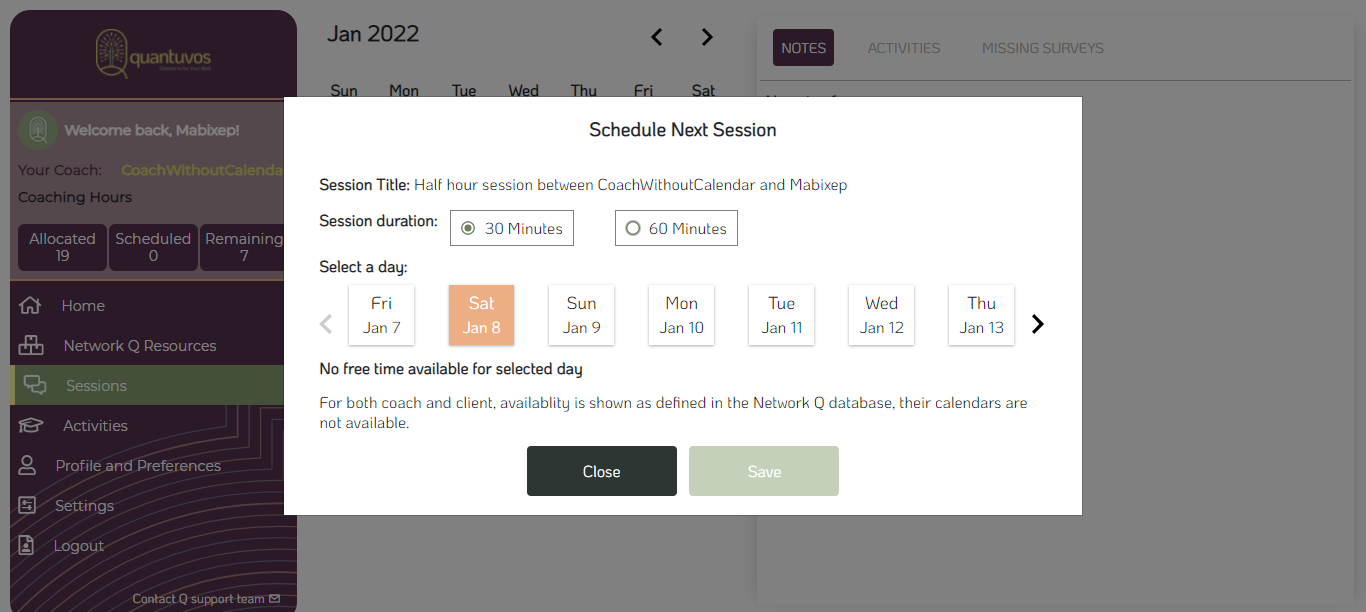 quantuvos
Welcome back, Mabixep!
Your Coach: CoachWithoutCalenda
Coaching Hours
Allocated
19
Scheduled
0
Remaining
7
Home
Network Q Resources
Sessions
Activities
Profile and Preferences
Settings
Logout
Contact Q support team
Jan 2022
Sun Mon Tue Wed Thu Fri Sat
NOTES ACTIVITIES MISSING SURVEYS
Schedule Next Session
Session Title: Half hour session between CoachWithoutCalendar and Mabixep
Session duration: 30 Minutes 60 Minutes
Select a day:
Fri Sat Sun Mon Tue Wed Thu
Jan 7 Jan 8 Jan 9 Jan 10 Jan 11 Jan 12 Jan 13
No free time available for selected day
For both coach and client, availablity is shown as defined in the Network Q database, their calendars are
not available.
Close Save